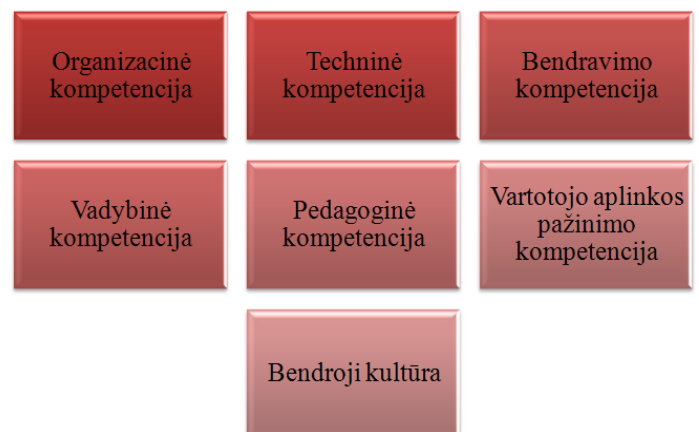 Organizacinė
kompetencija
Techninė
kompetencija
Bendravimo
kompetencija
Vadybinė
kompetencija
Pedagoginė
kompetencija
Vartotojo aplinkos
pažinimo
kompetencija
Bendroji kultūra